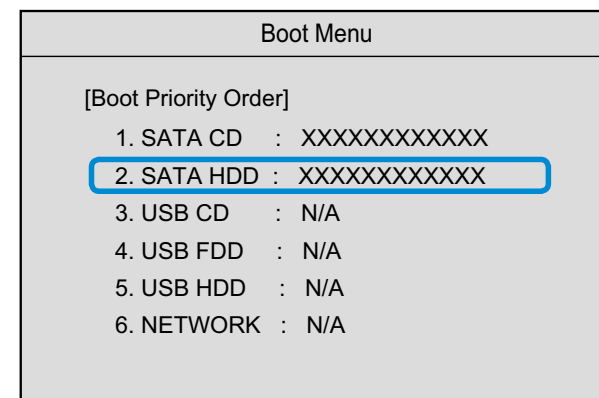 Boot Menu
[Boot Priority Order]
1. SATA CD : XXXXXXXXXXXX
2. SATA HDD : XXXXXXXXXXXX
3. USB CD : N/A
4. USB FDD : N/A
5. USB HDD : N/A
6. NETWORK : N/A